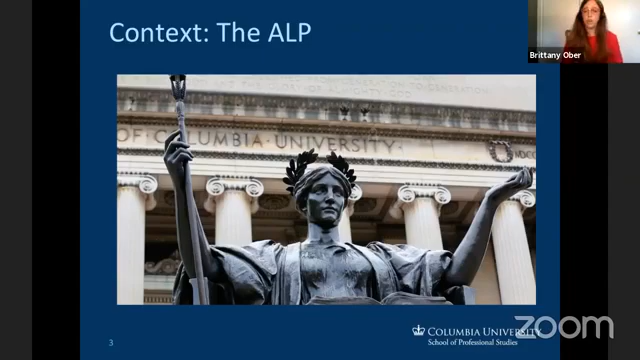 Context: The ALP
Brittany Ober
OF COLUMBIA UNIVERSITY
3
COLUMBIA UNIVERSITY
School of Professional Studies
zoom